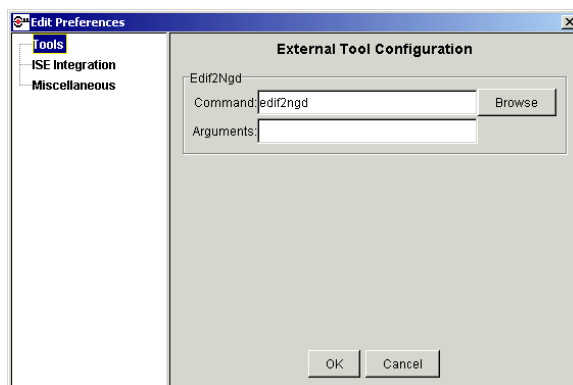 Edit Preferences
Tools
ISE Integration
Miscellaneous
External Tool Configuration
Edif2Ngd
Command: edif2ngd Browse
Arguments:
OK Cancel